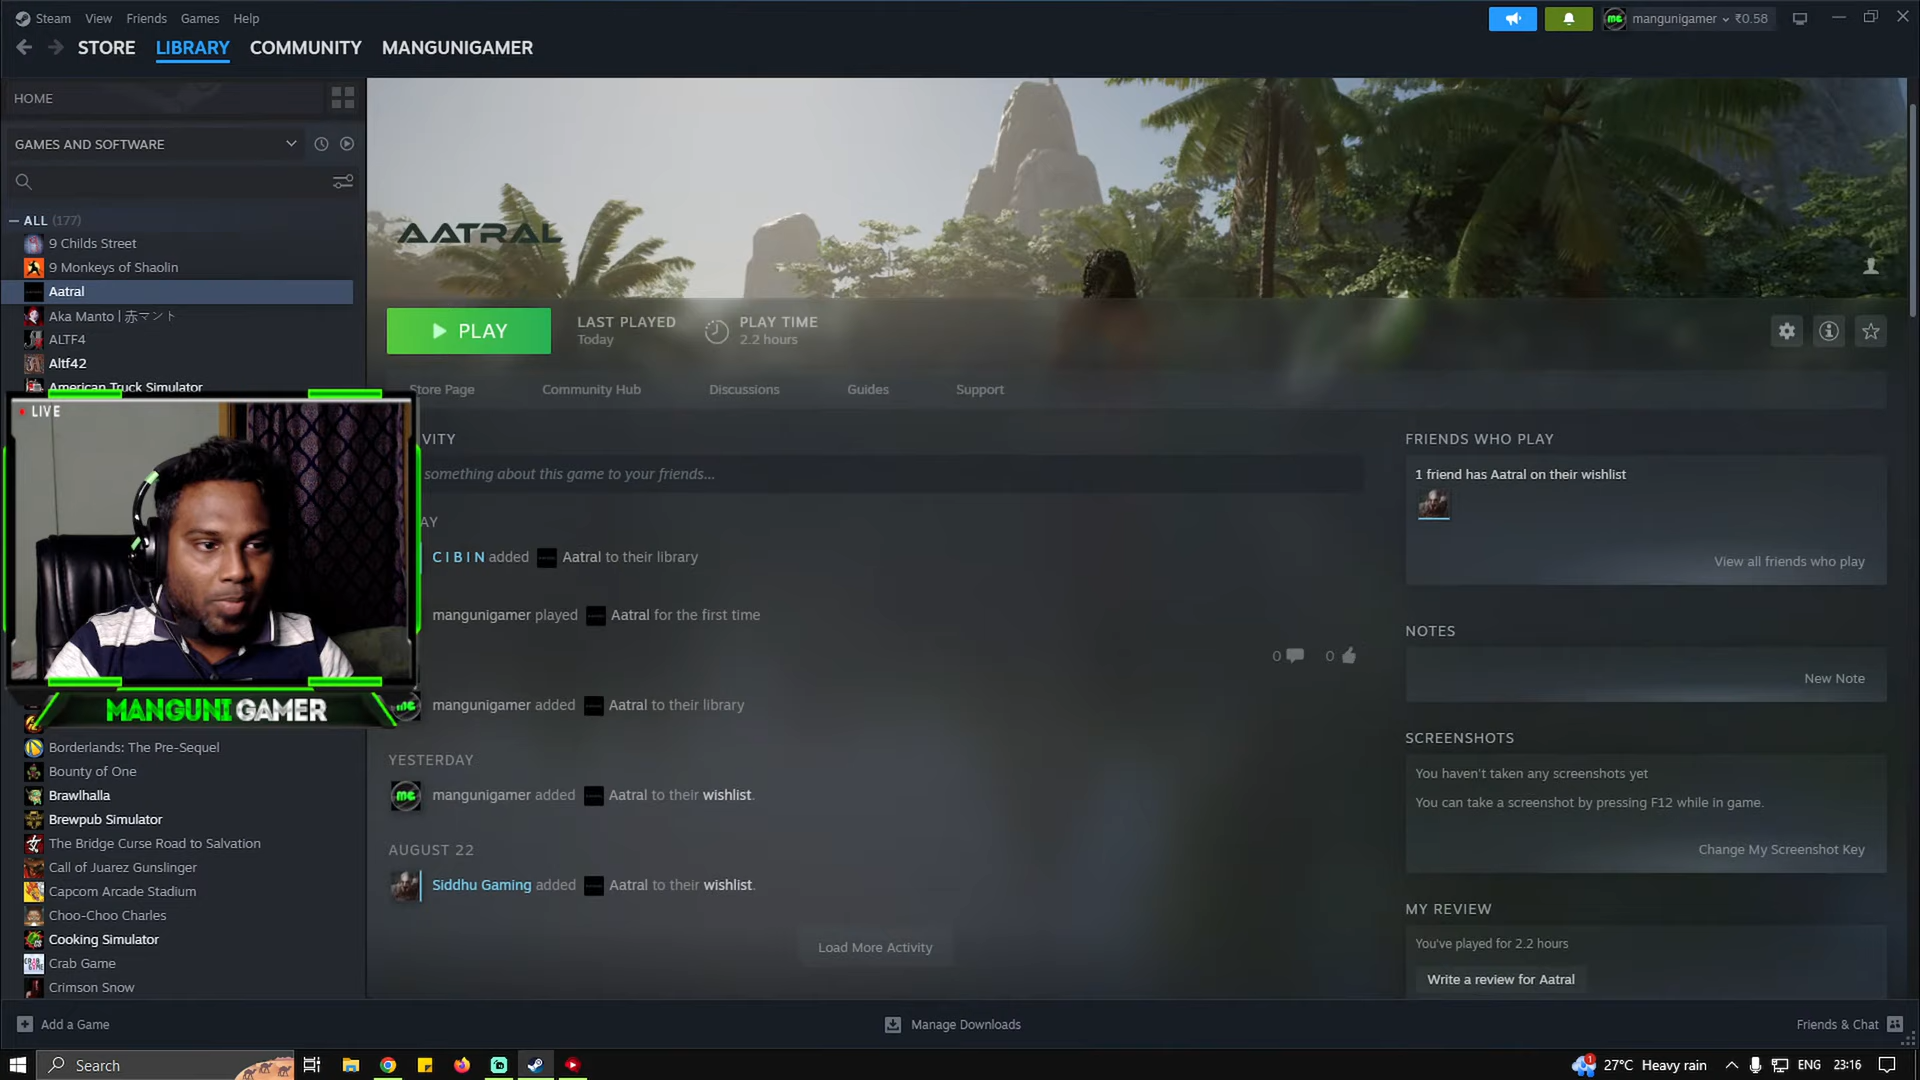 Steam View Friends Games Help
mangunigamer ₹0.58
STORE LIBRARY COMMUNITY MANGUNIGAMER
HOME
GAMES AND SOFTWARE
ALL (177)
9 Childs Street
9 Monkeys of Shaolin
Aatral
Aka Manto | 赤マント
ALTF4
Altf42
American Truck Simulator
LIVE
MANGUNI GAMER
Borderlands: The Pre-Sequel
Bounty of One
Brawlhalla
Brewpub Simulator
The Bridge Curse Road to Salvation
Call of Juarez Gunslinger
Capcom Arcade Stadium
Choo-Choo Charles
Cooking Simulator
Crab Game
Crimson Snow
AATRAL
PLAY
LAST PLAYED
Today
PLAY TIME
2.2 hours
Store Page Community Hub Discussions Guides Support
VITY
something about this game to your friends...
AY
C I B I N added Aatral to their library
mangunigamer played Aatral for the first time
0 0
mangunigamer added Aatral to their library
YESTERDAY
MG mangunigamer added Aatral to their wishlist.
AUGUST 22
Siddhu Gaming added Aatral to their wishlist.
Load More Activity
FRIENDS WHO PLAY
1 friend has Aatral on their wishlist
View all friends who play
NOTES
New Note
SCREENSHOTS
You haven't taken any screenshots yet
You can take a screenshot by pressing F12 while in game.
Change My Screenshot Key
MY REVIEW
You've played for 2.2 hours
Write a review for Aatral
Add a Game
Manage Downloads
Friends & Chat
Search
1 27°C Heavy rain ENG 23:16